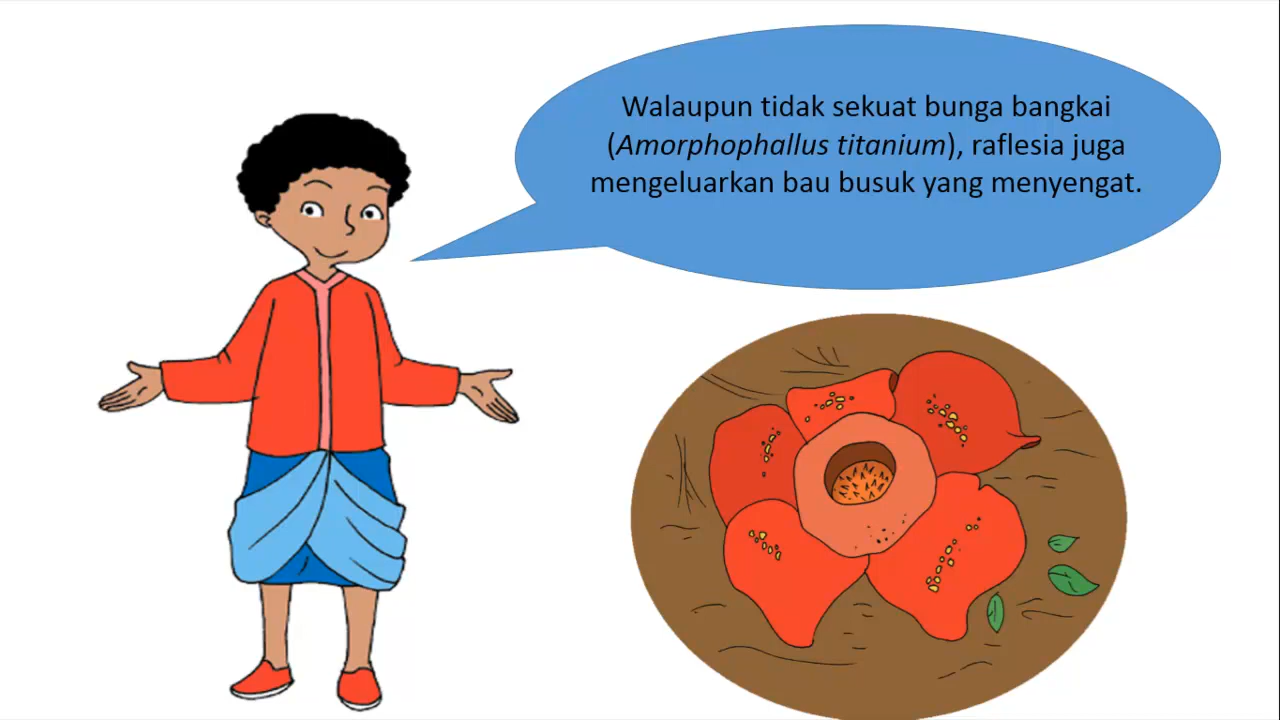 Walaupun tidak sekuat bunga bangkai
(Amorphophallus titanium), raflesia juga
mengeluarkan bau busuk yang menyengat.